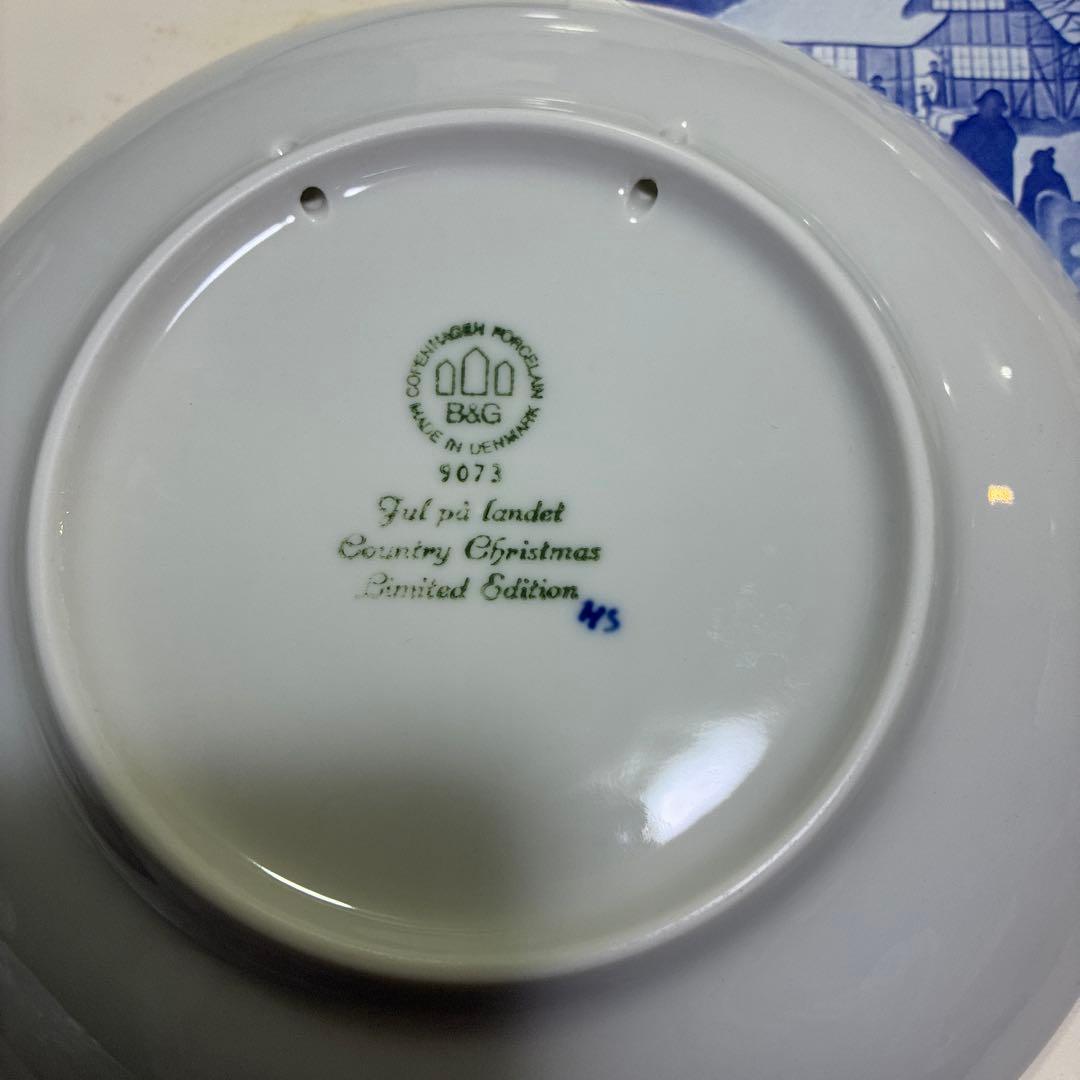 COPENHAGEN PORCELAIN
B&G
MADE IN DENMARK
9073
Jul på landet
Country Christmas
Limited Edition
HS